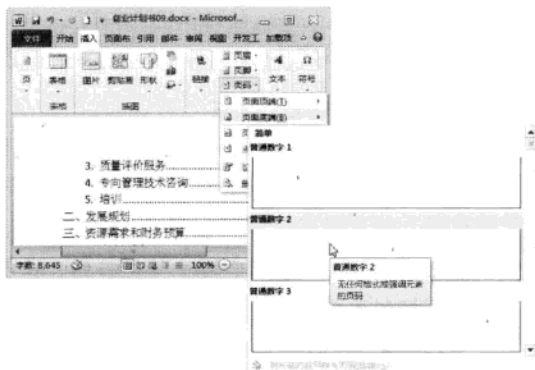 创业计划书09.docx - Microsof...
文件 开始 插入 页面布 引用 邮件 审阅 视图 开发工 加载项
页 表格 图片 剪贴画 形状 链接 页眉 文本 符号
页脚
页码
表格 插图
页面顶端(T)
页面底端(B)
简单
普通数字 1
3. 质量评价服务
4. 专向管理技术咨询
5. 培训
二、发展规划
三、资源需求和财务预算
字数: 8,645 100%
普通数字 2
普通数字 2
无任何格式或强调元素
的页码
普通数字 3